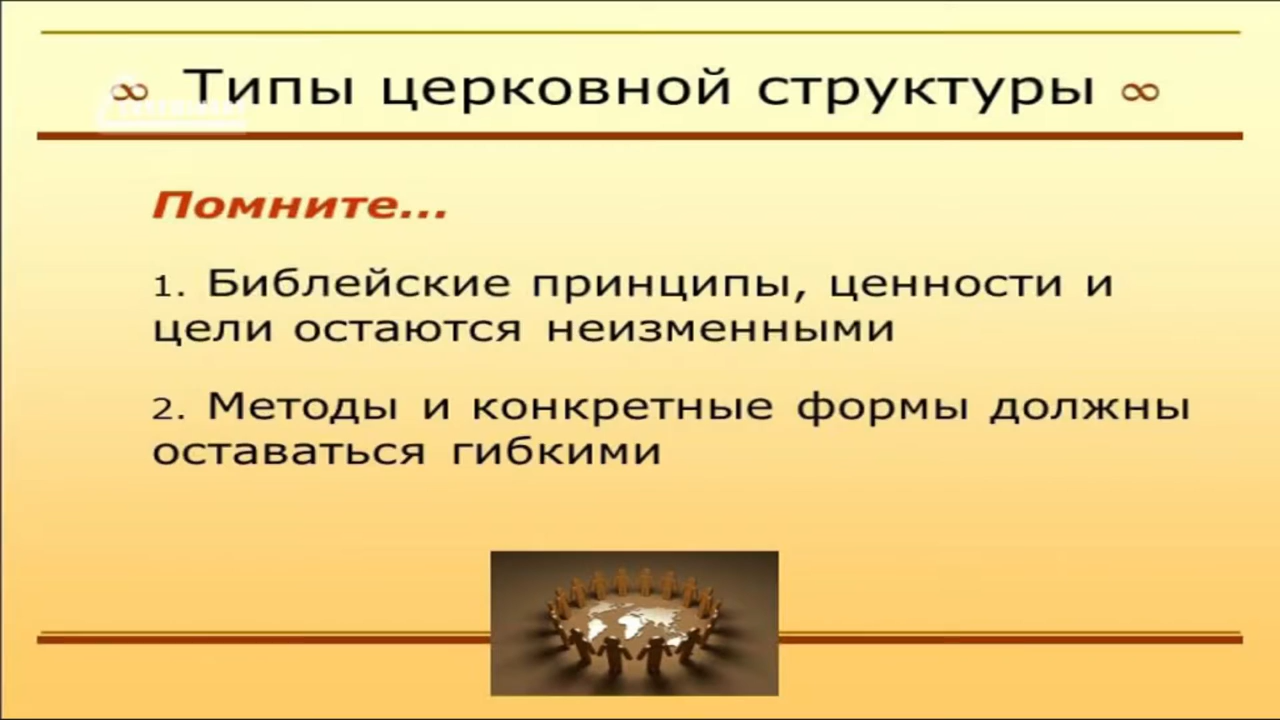 ∞ Типы церковной структуры ∞
Помните...
1. Библейские принципы, ценности и
цели остаются неизменными
2. Методы и конкретные формы должны
оставаться гибкими